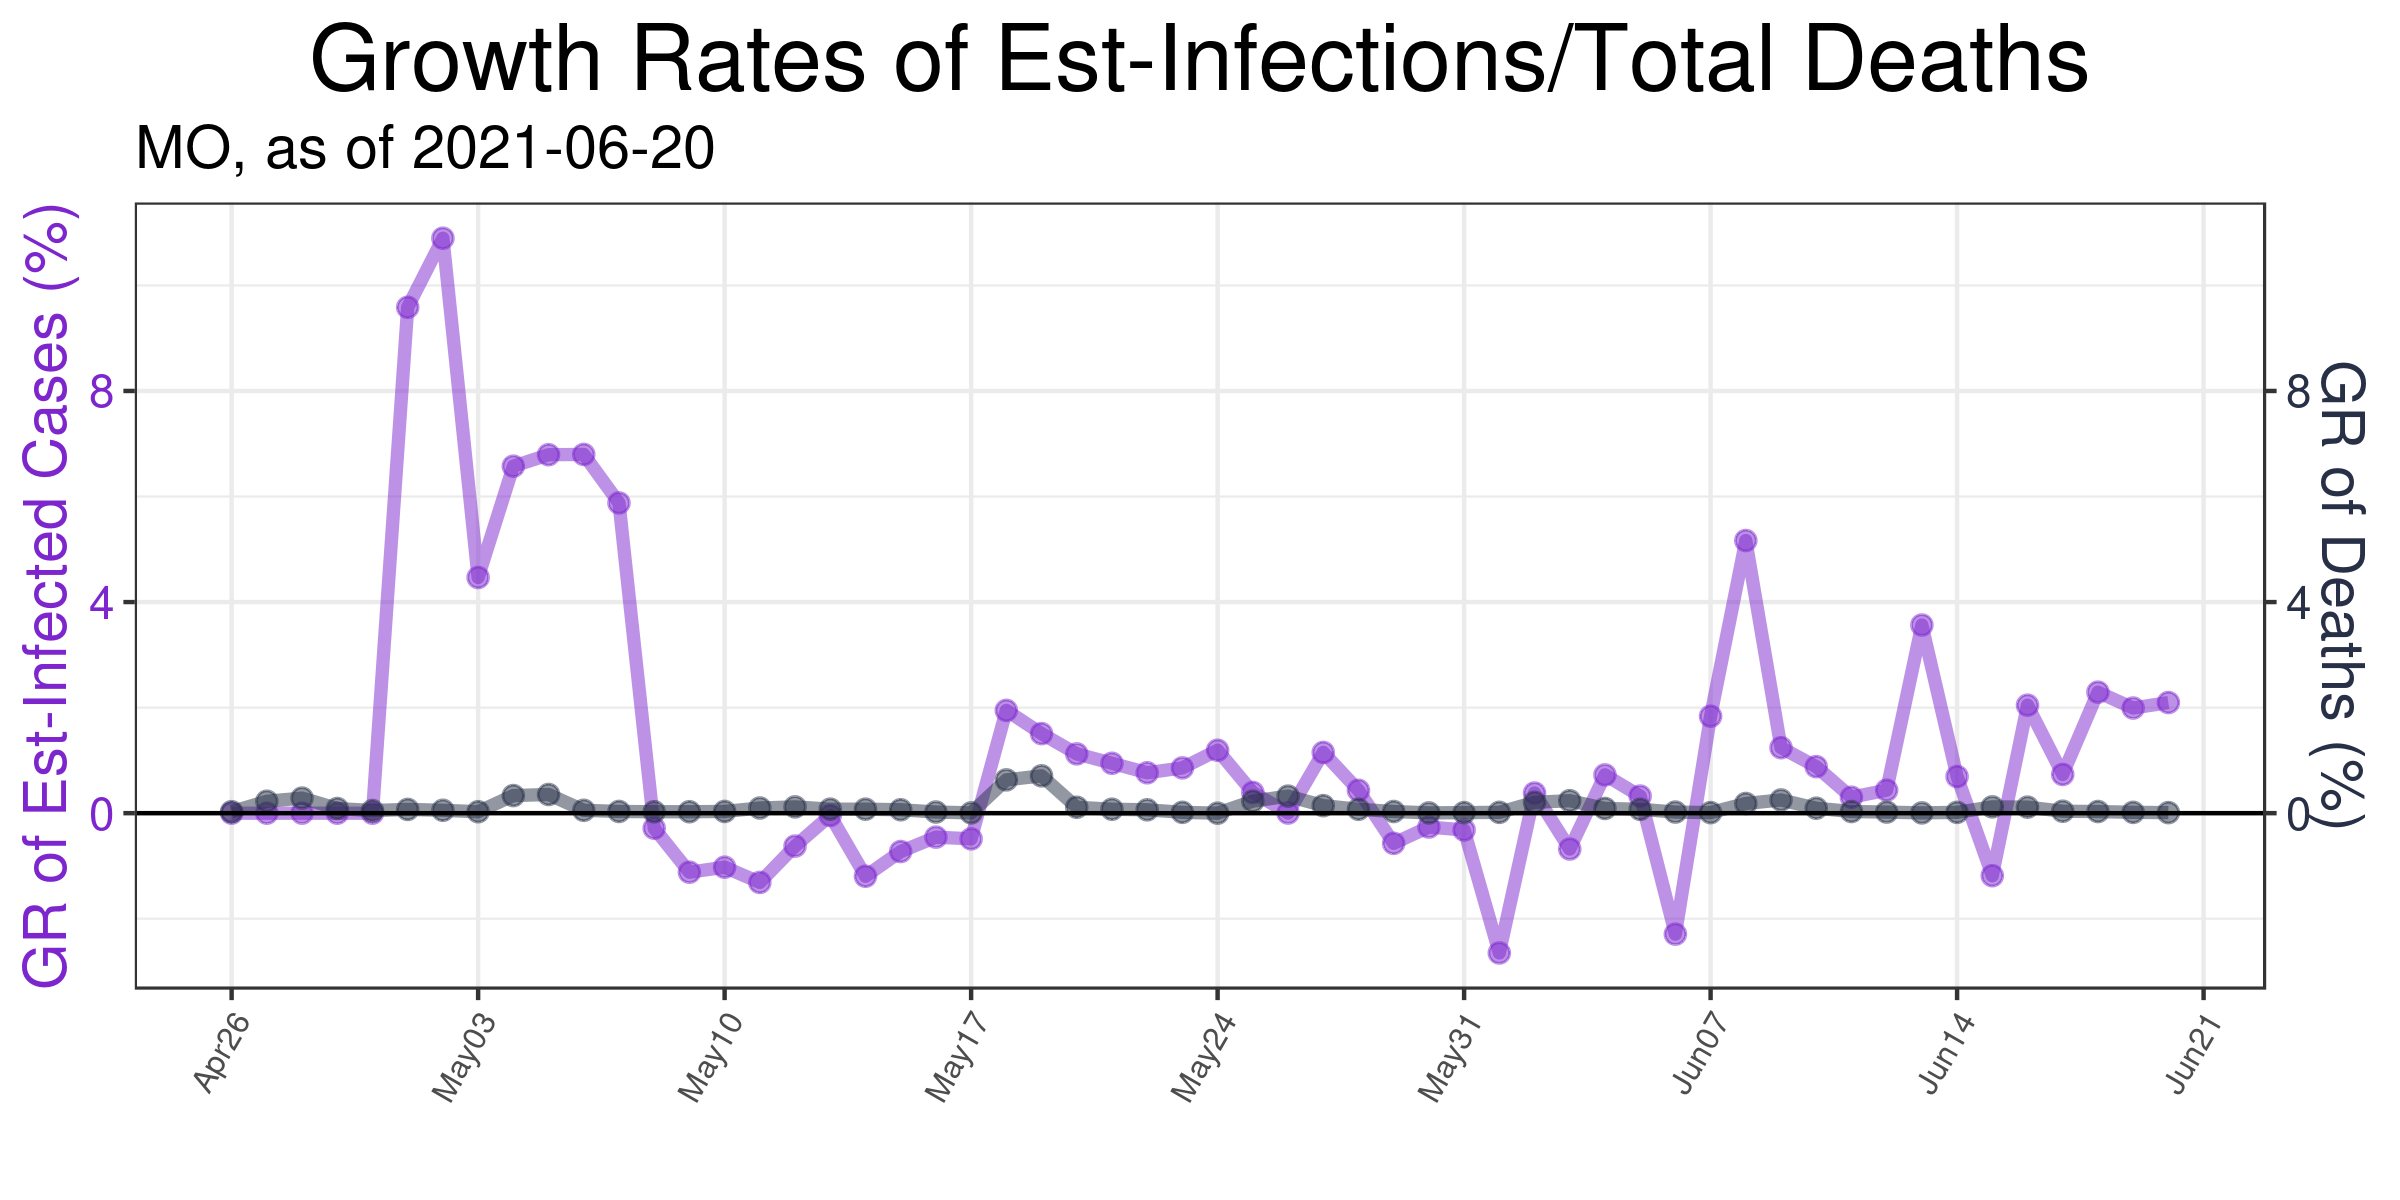 Growth Rates of Est-Infections/Total Deaths
MO, as of 2021-06-20
GR of Est-Infected Cases (%)
8
4
0
8
4
0
GR of Deaths (%)
Apr26
May03
May10
May17
May24
May31
Jun07
Jun14
Jun21